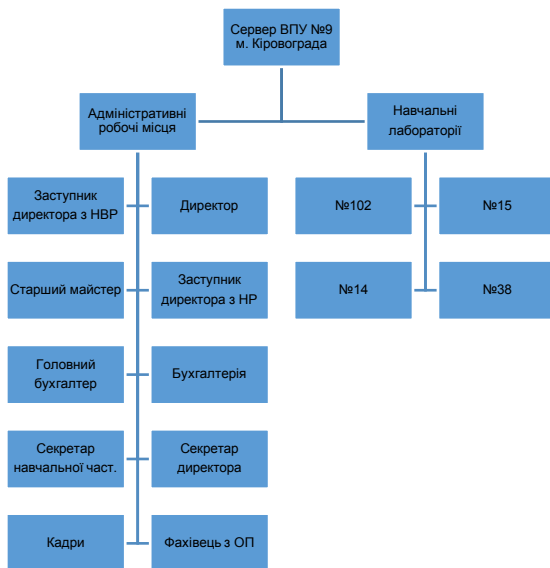 Сервер ВПУ №9
м. Кіровограда
Адміністративні
робочі місця
Навчальні
лабораторії
Заступник
директора з НВР
Директор
№102
№15
Старший майстер
Заступник
директора з НР
№14
№38
Головний
бухгалтер
Бухгалтерія
Секретар
навчальної част.
Секретар
директора
Кадри
Фахівець з ОП